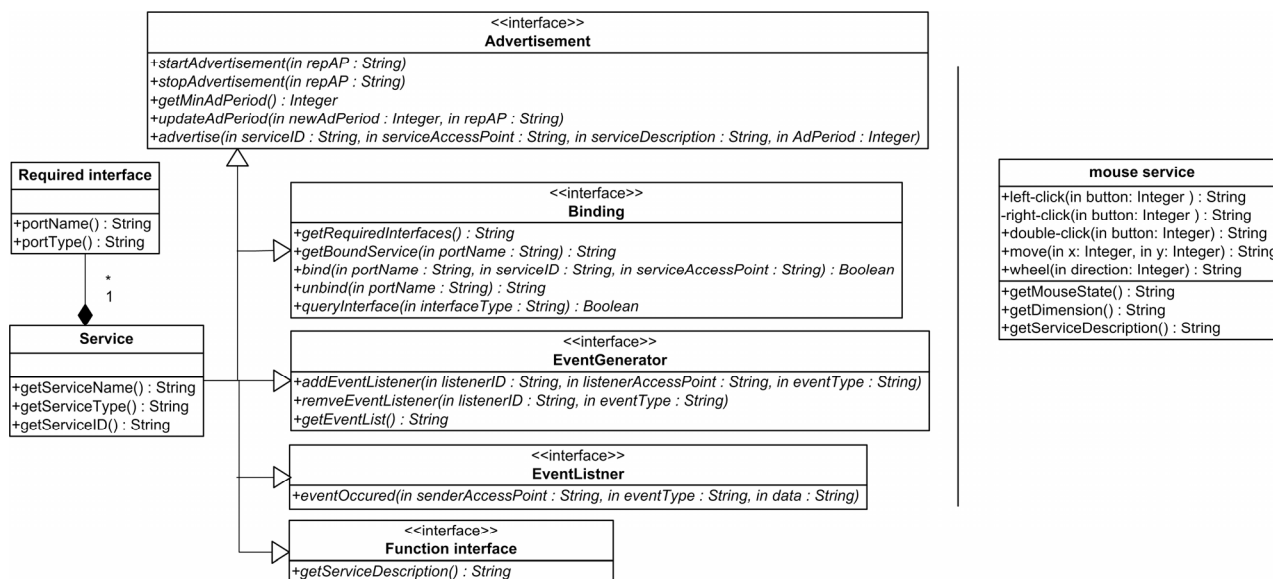 <<interface>>
Advertisement
+startAdvertisement(in repAP : String)
+stopAdvertisement(in repAP : String)
+getMinAdPeriod() : Integer
+updateAdPeriod(in newAdPeriod : Integer, in repAP : String)
+advertise(in serviceID : String, in serviceAccessPoint : String, in serviceDescription : String, in AdPeriod : Integer)
Required interface
+portName() : String
+portType() : String
*
1
Service
+getServiceName() : String
+getServiceType() : String
+getServiceID() : String
<<interface>>
Binding
+getRequiredInterfaces() : String
+getBoundService(in portName : String) : String
+bind(in portName : String, in serviceID : String, in serviceAccessPoint : String) : Boolean
+unbind(in portName : String) : String
+queryInterface(in interfaceType : String) : Boolean
<<interface>>
EventGenerator
+addEventListener(in listenerID : String, in listenerAccessPoint : String, in eventType : String)
+remveEventListener(in listenerID : String, in eventType : String)
+getEventList() : String
<<interface>>
EventListner
+eventOccured(in senderAccessPoint : String, in eventType : String, in data : String)
<<interface>>
Function interface
+getServiceDescription() : String
mouse service
+left-click(in button: Integer ) : String
-right-click(in button: Integer ) : String
+double-click(in button: Integer) : String
+move(in x: Integer, in y: Integer) : String
+wheel(in direction: Integer) : String
+getMouseState() : String
+getDimension() : String
+getServiceDescription() : String